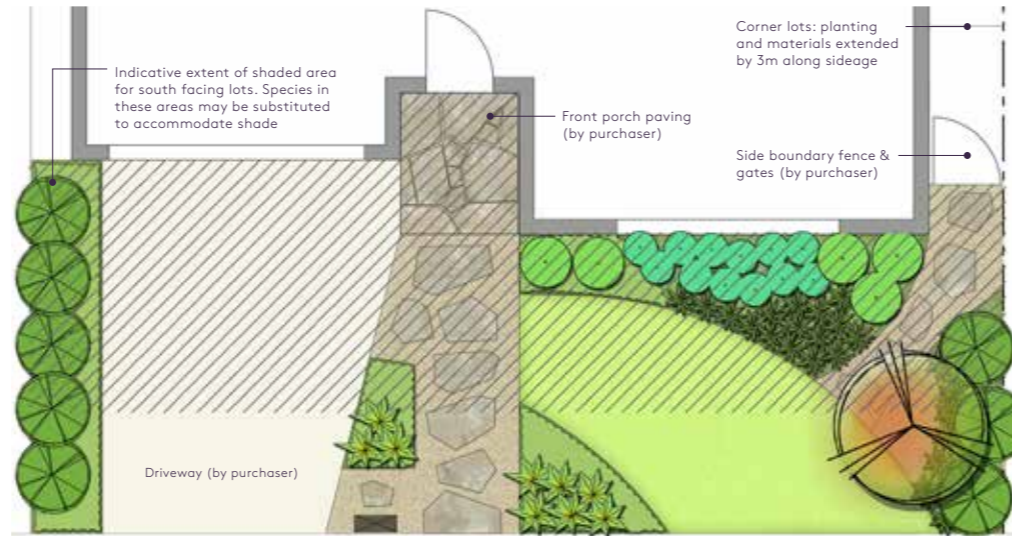 Indicative extent of shaded area
for south facing lots. Species in
these areas may be substituted
to accommodate shade
Front porch paving
(by purchaser)
Corner lots: planting
and materials extended
by 3m along sideage
Side boundary fence &
gates (by purchaser)
Driveway (by purchaser)